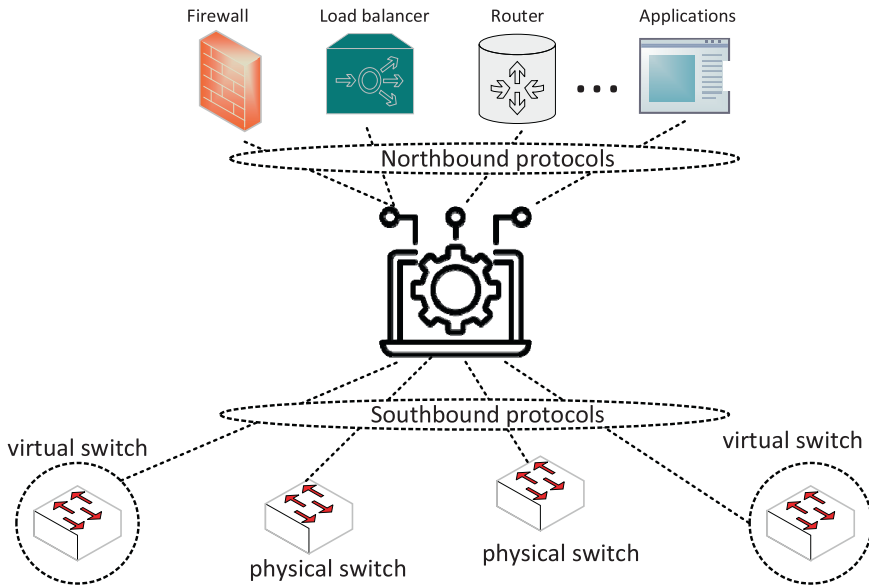 Firewall
Load balancer
Router
Applications
Northbound protocols
Southbound protocols
virtual switch
virtual switch
physical switch
physical switch